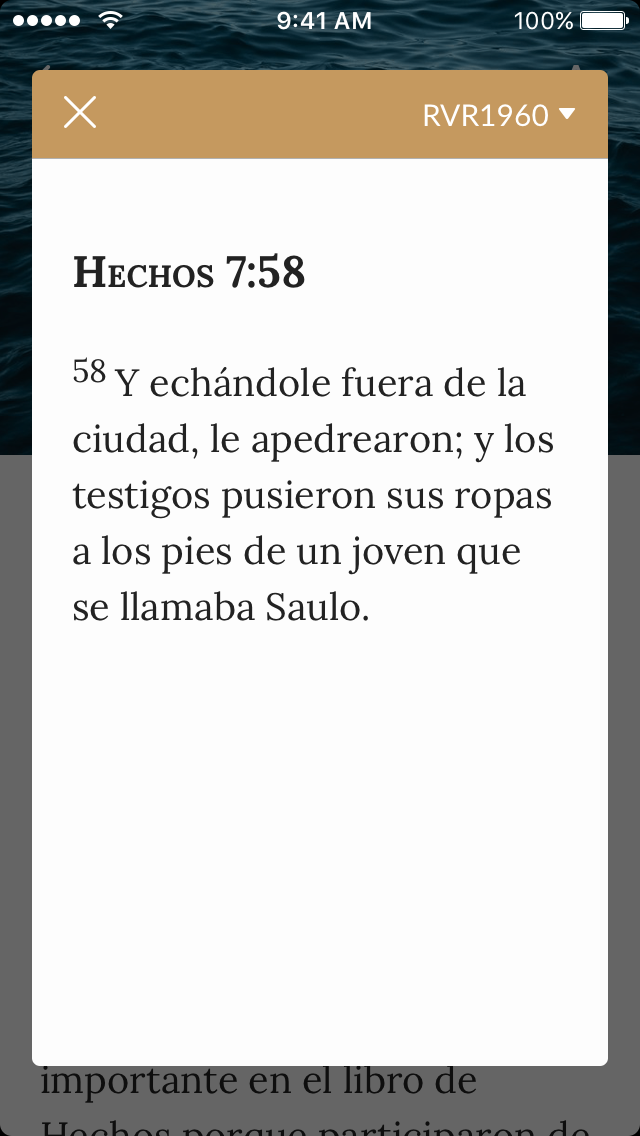 9:41 AM 100%
RVR1960
Hechos 7:58
58 Y echándole fuera de la
ciudad, le apedrearon; y los
testigos pusieron sus ropas
a los pies de un joven que
se llamaba Saulo.
importante en el libro de
Hechos porque participaron de